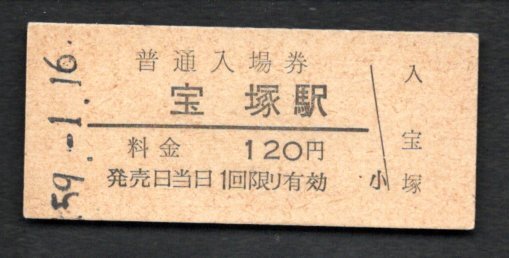 普通入場券
宝塚駅
料金 120円
発売日当日1回限り有効
小
入
宝塚
59.-1.16.